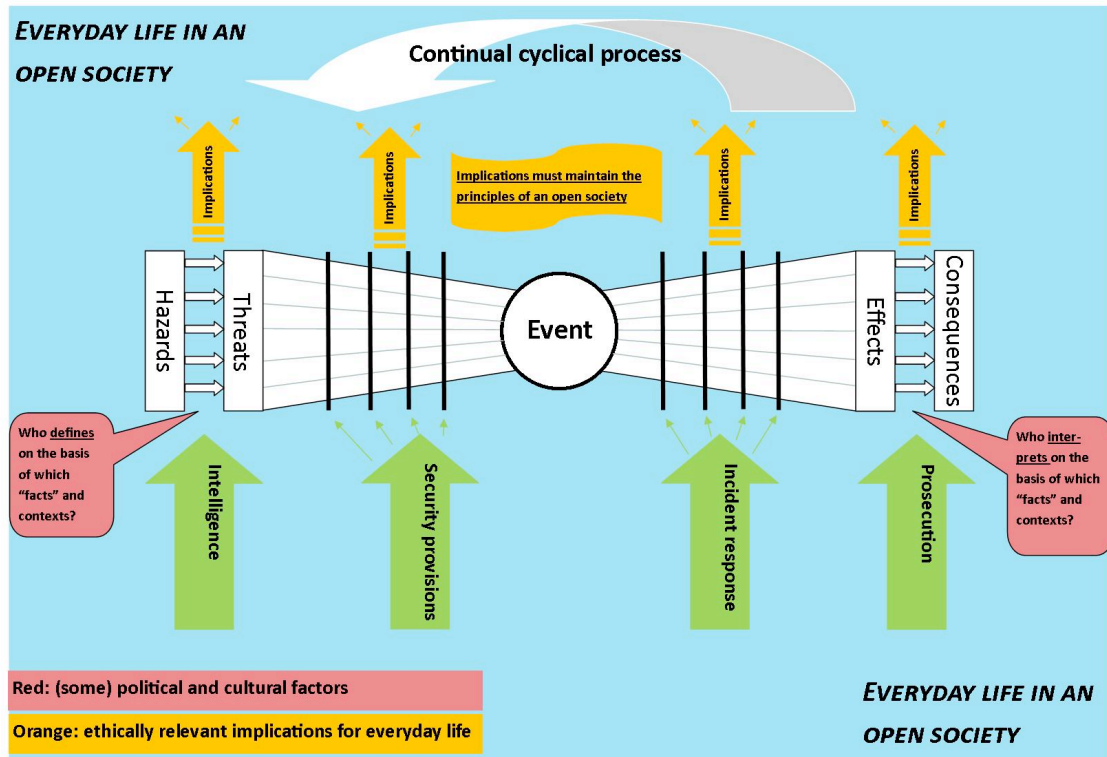 EVERYDAY LIFE IN AN
OPEN SOCIETY
Continual cyclical process
Implications
Implications
Implications must maintain the
principles of an open society
Implications
Implications
Hazards
Threats
Event
Effects
Consequences
Who defines
on the basis
of which
“facts” and
contexts?
Intelligence
Security provisions
Incident response
Prosecution
Who inter-
prets on the
basis of which
“facts” and
contexts?
Red: (some) political and cultural factors
Orange: ethically relevant implications for everyday life
EVERYDAY LIFE IN AN
OPEN SOCIETY